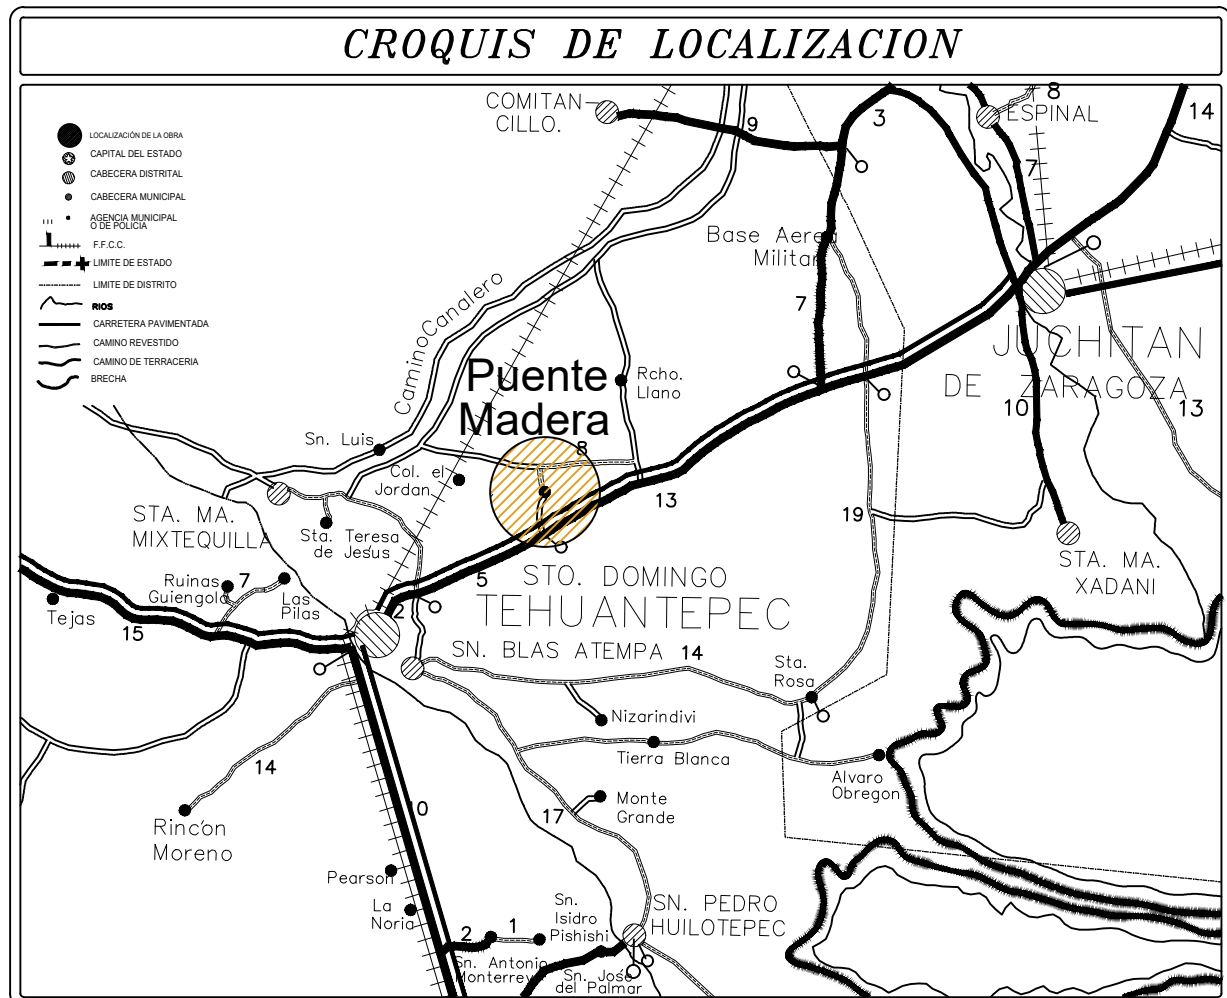 CROQUIS DE LOCALIZACION
LOCALIZACIÓN DE LA OBRA
CAPITAL DEL ESTADO
CABECERA DISTRITAL
CABECERA MUNICIPAL
AGENCIA MUNICIPAL
O DE POLICIA
F.F.C.C.
LIMITE DE ESTADO
LIMITE DE DISTRITO
RIOS
CARRETERA PAVIMENTADA
CAMINO REVESTIDO
CAMINO DE TERRACERIA
BRECHA
COMITAN
CILLO.
9
3
8
ESPINAL
14
7
Base Aerea
Militar
7
Camino Canalero
JUCHITAN
DE ZARAGOZA
10
13
Puente
Madera
Rcho.
Llano
8
13
Sn. Luis
Col. el
Jordan
STA. MA.
MIXTEQUILLA
Sta. Teresa
de Jesus
19
STA. MA.
XADANI
Ruinas
Guiengola
7
Las
Pilas
Tejas
15
5
2
STO. DOMINGO
TEHUANTEPEC
SN. BLAS ATEMPA
14
Sta.
Rosa
Nizarindivi
Tierra Blanca
Alvaro
Obregon
14
Rincón
Moreno
10
17
Monte
Grande
Pearson
La
Noria
Sn.
Isidro
Pishishi
SN. PEDRO
HUILOTEPEC
2
1
Sn. Antonio
Monterrey
Sn. José
del Palmar